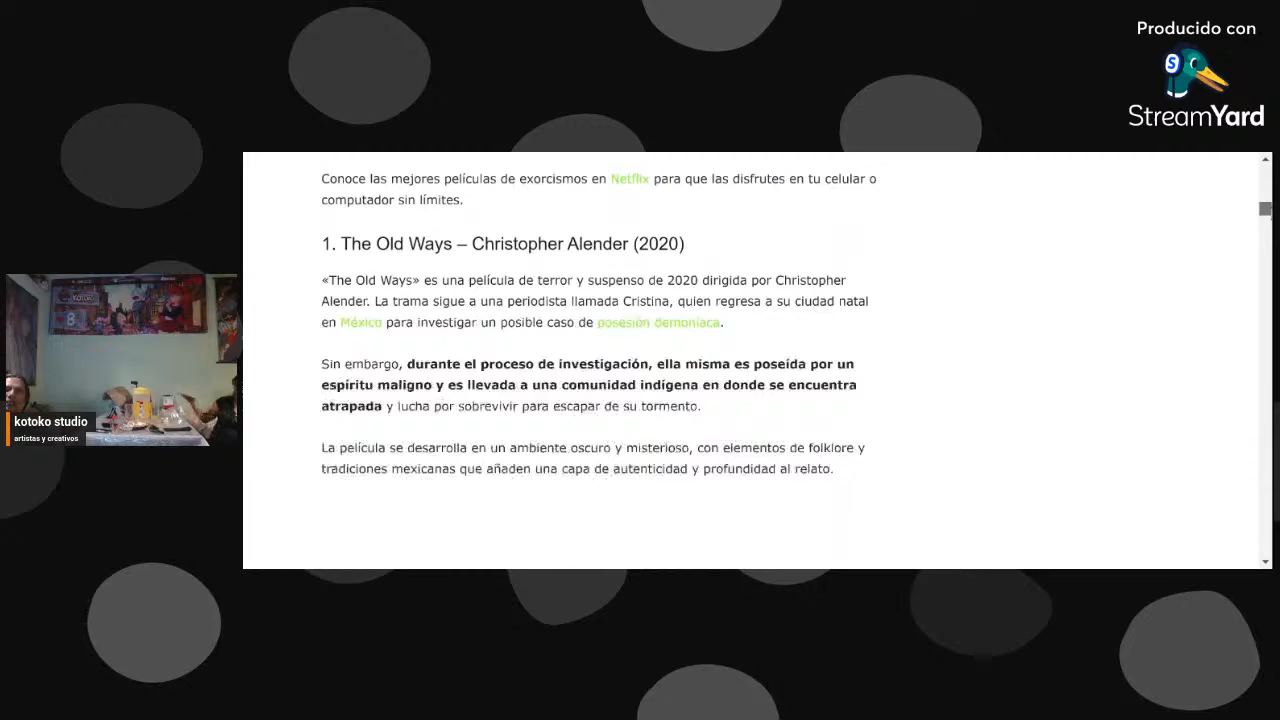 Producido con
StreamYard
Conoce las mejores películas de exorcismos en Netflix para que las disfrutes en tu celular o
computador sin límites.
1. The Old Ways – Christopher Alender (2020)
«The Old Ways» es una película de terror y suspenso de 2020 dirigida por Christopher
Alender. La trama sigue a una periodista llamada Cristina, quien regresa a su ciudad natal
en México para investigar un posible caso de posesión demoníaca.
Sin embargo, durante el proceso de investigación, ella misma es poseída por un
espíritu maligno y es llevada a una comunidad indígena en donde se encuentra
atrapada y lucha por sobrevivir para escapar de su tormento.
La película se desarrolla en un ambiente oscuro y misterioso, con elementos de folklore y
tradiciones mexicanas que añaden una capa de autenticidad y profundidad al relato.
kotoko studio
artistas y creativos